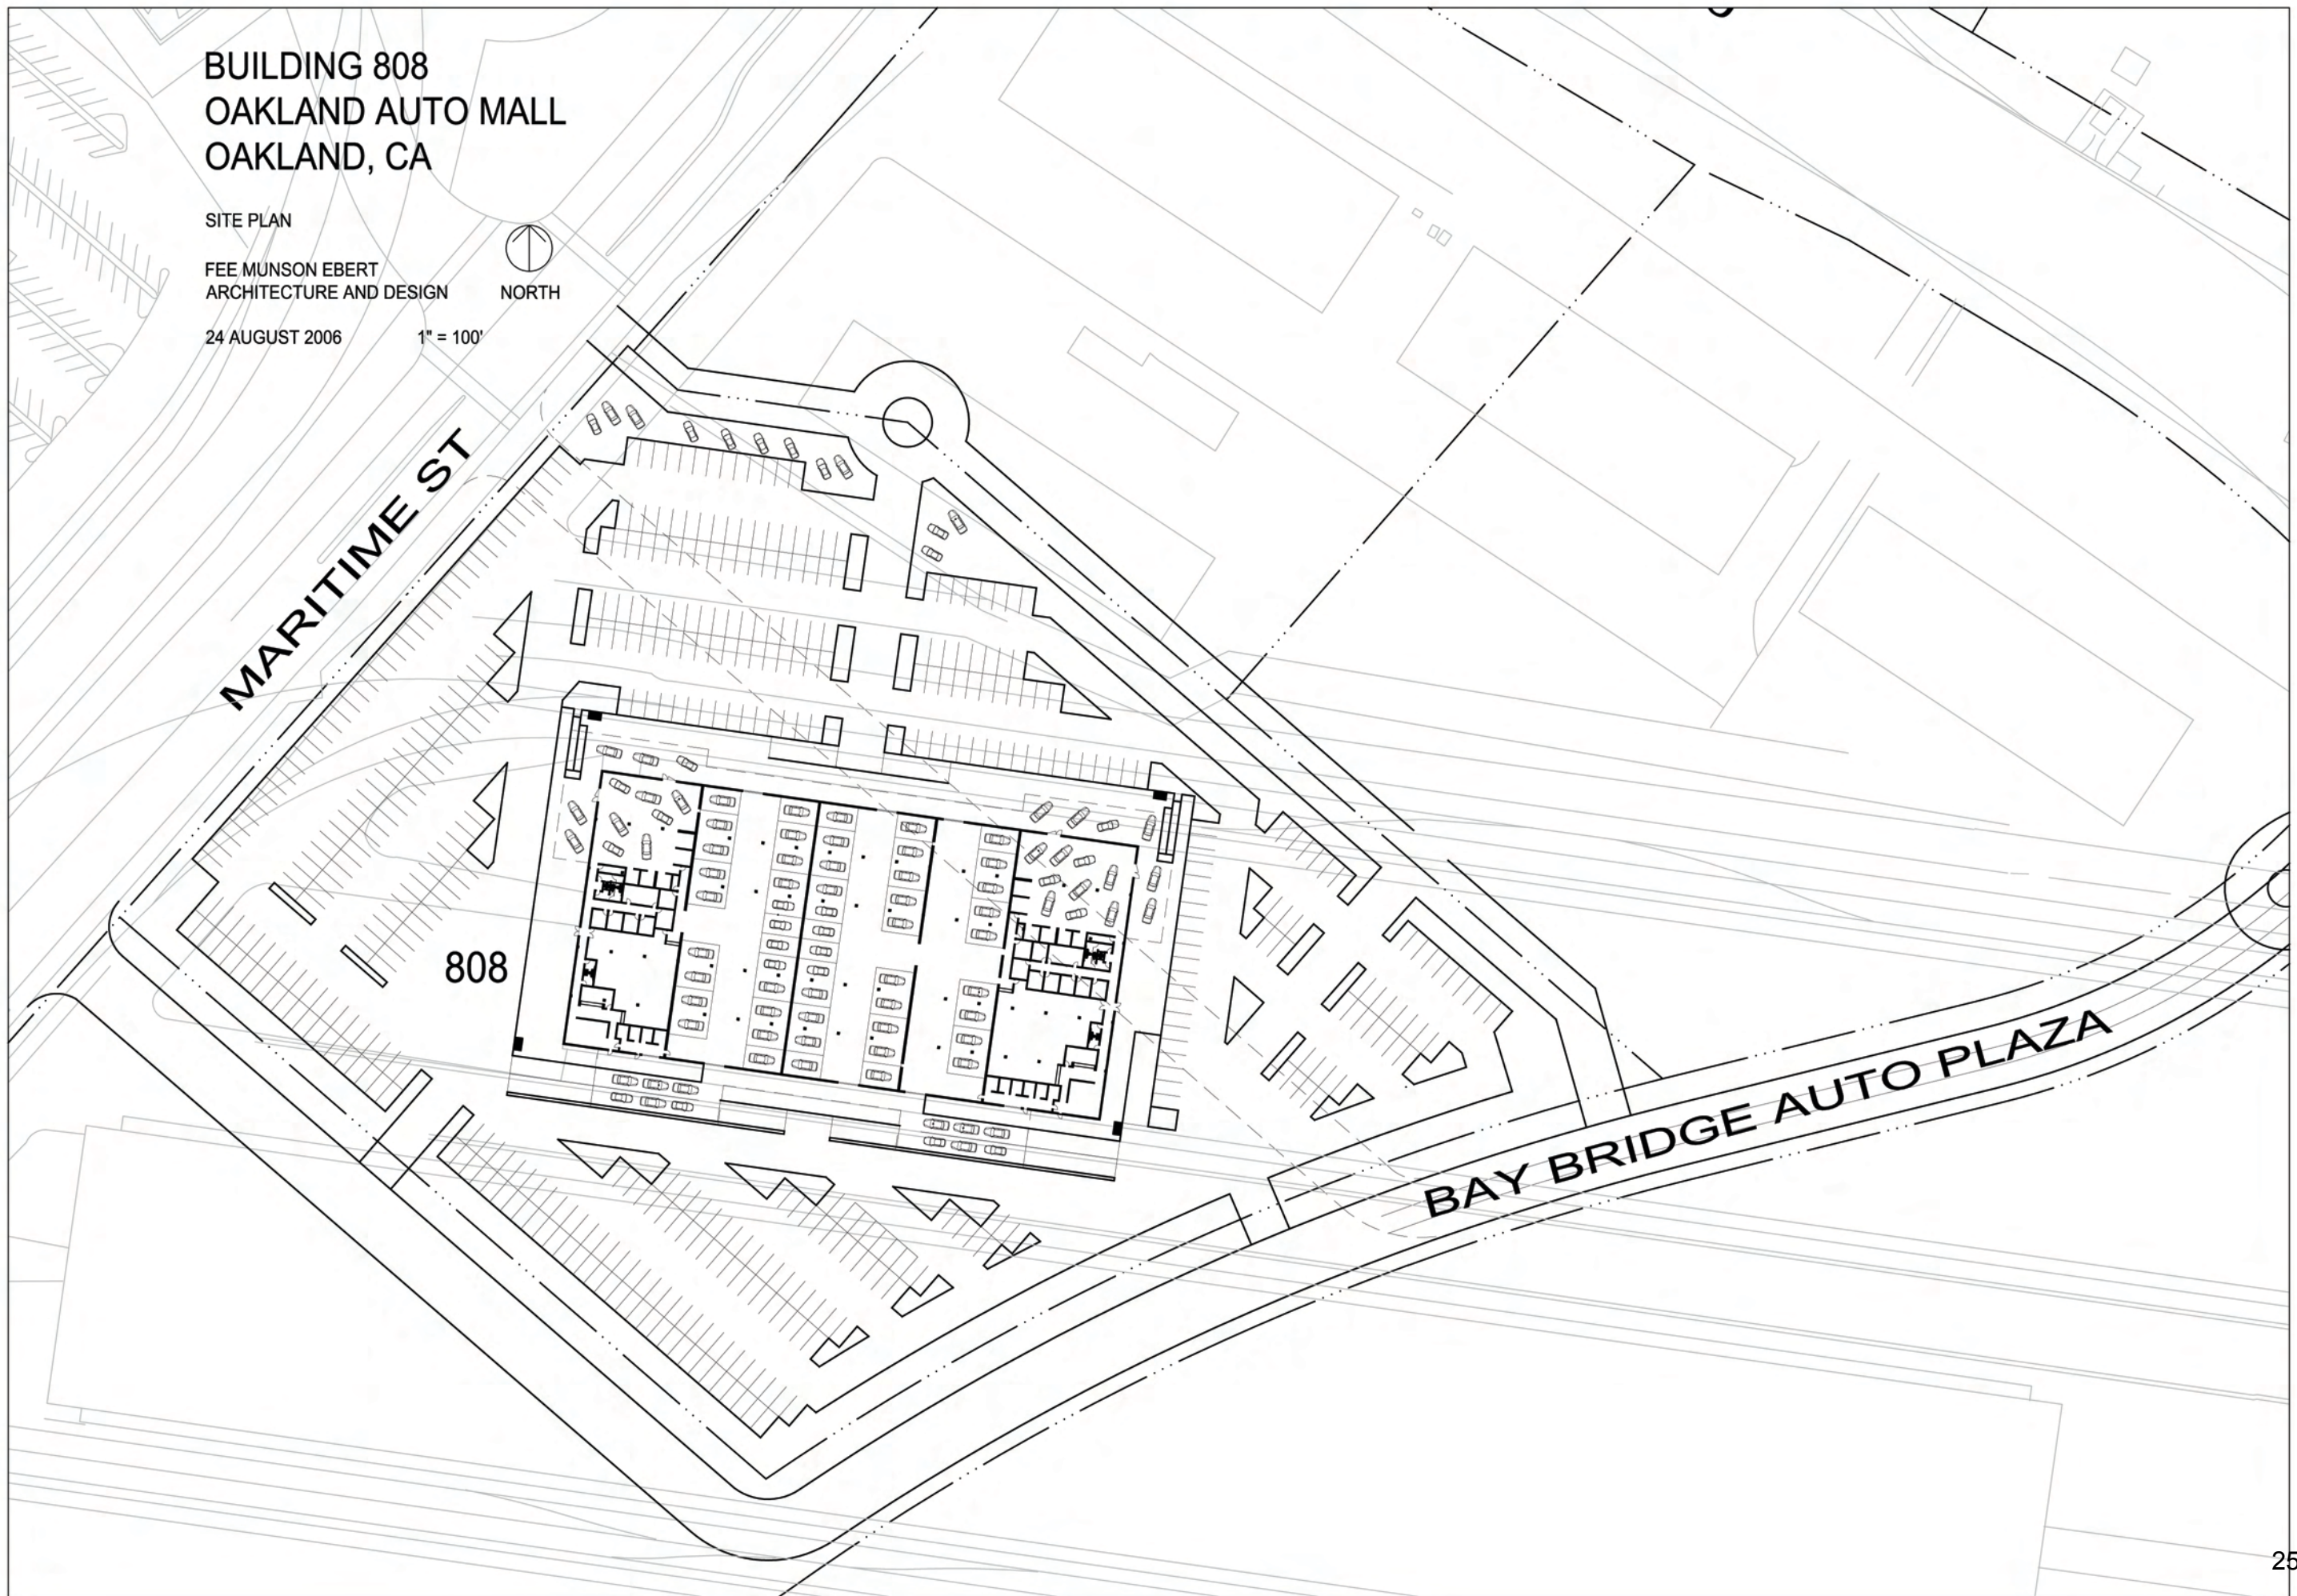 BUILDING 808
OAKLAND AUTO MALL
OAKLAND, CA
SITE PLAN
FEE MUNSON EBERT
ARCHITECTURE AND DESIGN
NORTH
24 AUGUST 2006
1" = 100'
MARITIME ST
808
BAY BRIDGE AUTO PLAZA
25